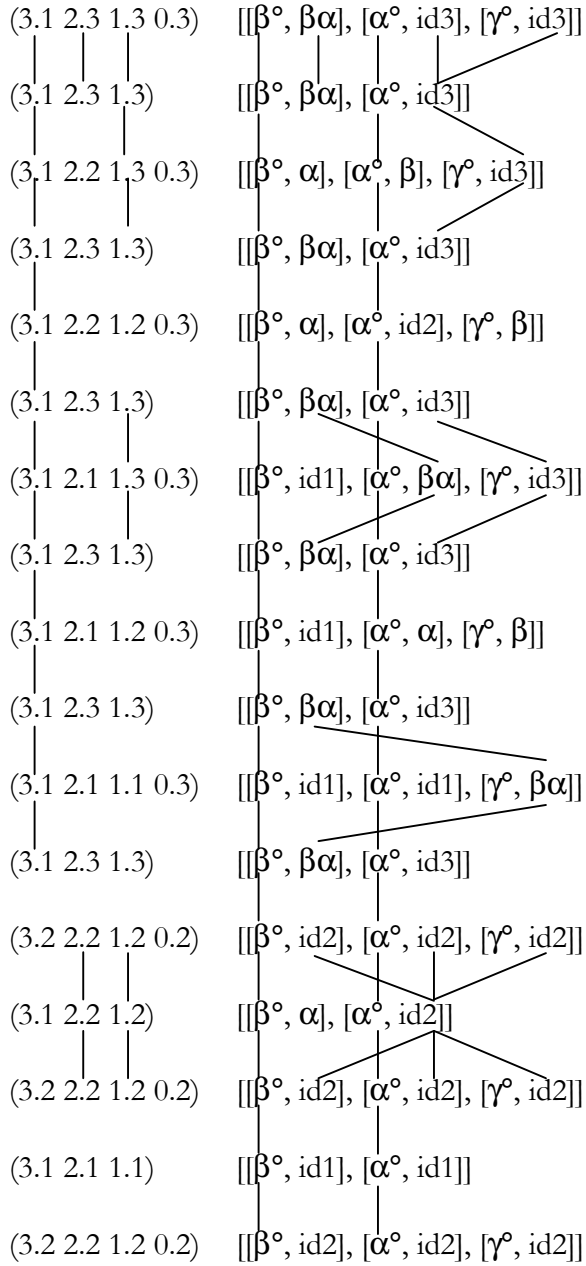 (3.1 2.3 1.3 0.3) [[β°, βα], [α°, id3], [γ°, id3]]
(3.1 2.3 1.3) [[β°, βα], [α°, id3]]
(3.1 2.2 1.3 0.3) [[β°, α], [α°, β], [γ°, id3]]
(3.1 2.3 1.3) [[β°, βα], [α°, id3]]
(3.1 2.2 1.2 0.3) [[β°, α], [α°, id2], [γ°, β]]
(3.1 2.3 1.3) [[β°, βα], [α°, id3]]
(3.1 2.1 1.3 0.3) [[β°, id1], [α°, βα], [γ°, id3]]
(3.1 2.3 1.3) [[β°, βα], [α°, id3]]
(3.1 2.1 1.2 0.3) [[β°, id1], [α°, α], [γ°, β]]
(3.1 2.3 1.3) [[β°, βα], [α°, id3]]
(3.1 2.1 1.1 0.3) [[β°, id1], [α°, id1], [γ°, βα]]
(3.1 2.3 1.3) [[β°, βα], [α°, id3]]
(3.2 2.2 1.2 0.2) [[β°, id2], [α°, id2], [γ°, id2]]
(3.1 2.2 1.2) [[β°, α], [α°, id2]]
(3.2 2.2 1.2 0.2) [[β°, id2], [α°, id2], [γ°, id2]]
(3.1 2.1 1.1) [[β°, id1], [α°, id1]]
(3.2 2.2 1.2 0.2) [[β°, id2], [α°, id2], [γ°, id2]]